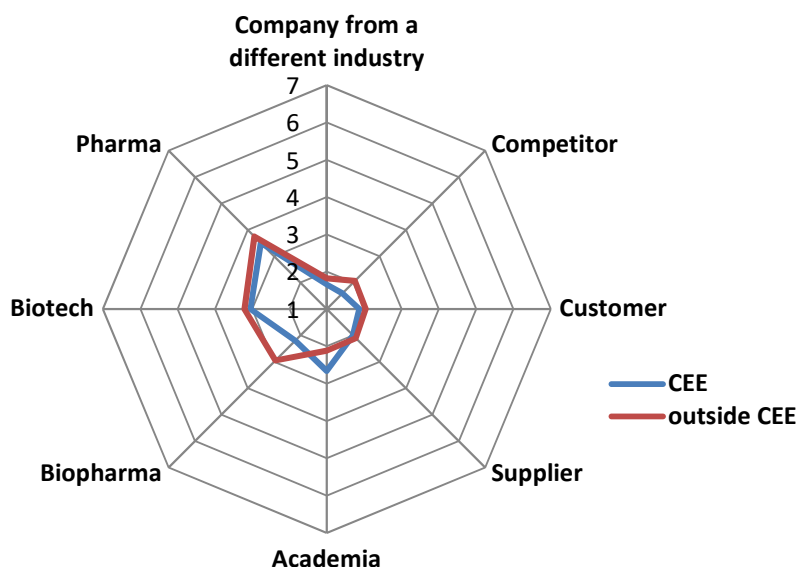 Company from a
different industry
7
6
5
4
3
2
1
Pharma
Competitor
Biotech
Customer
CEE
outside CEE
Biopharma
Supplier
Academia